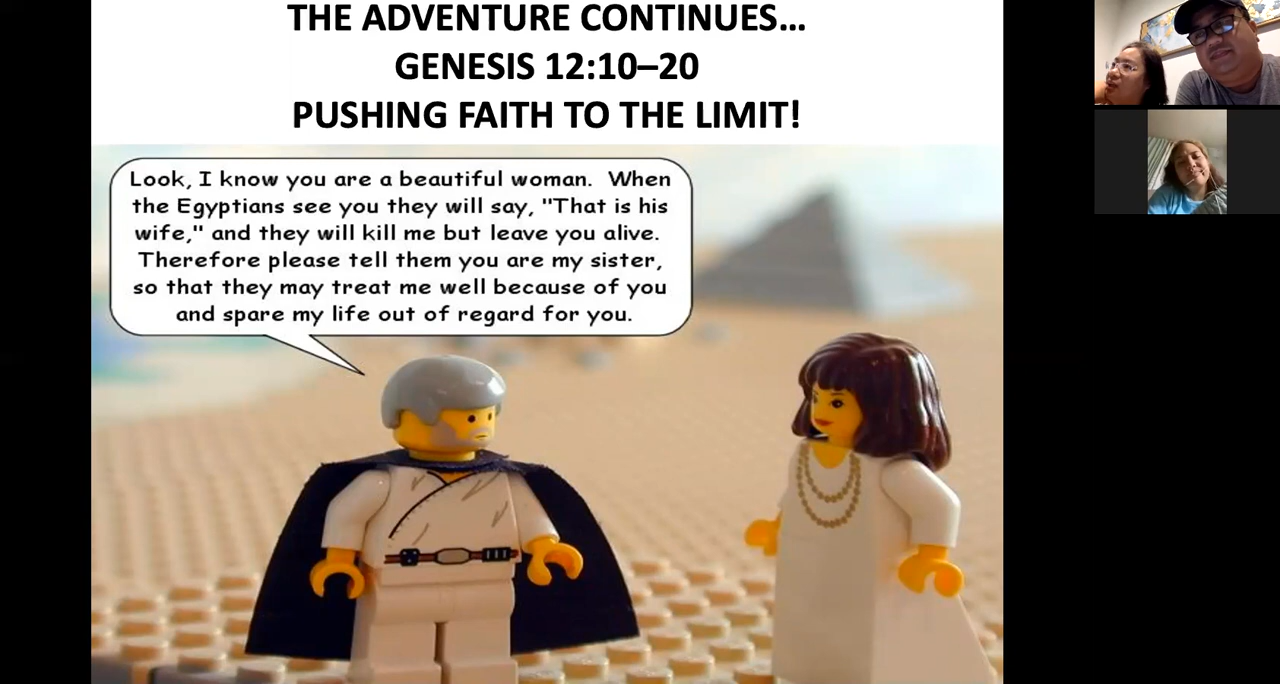 THE ADVENTURE CONTINUES…
GENESIS 12:10–20
PUSHING FAITH TO THE LIMIT!
Look, I know you are a beautiful woman. When
the Egyptians see you they will say, "That is his
wife," and they will kill me but leave you alive.
Therefore please tell them you are my sister,
so that they may treat me well because of you
and spare my life out of regard for you.